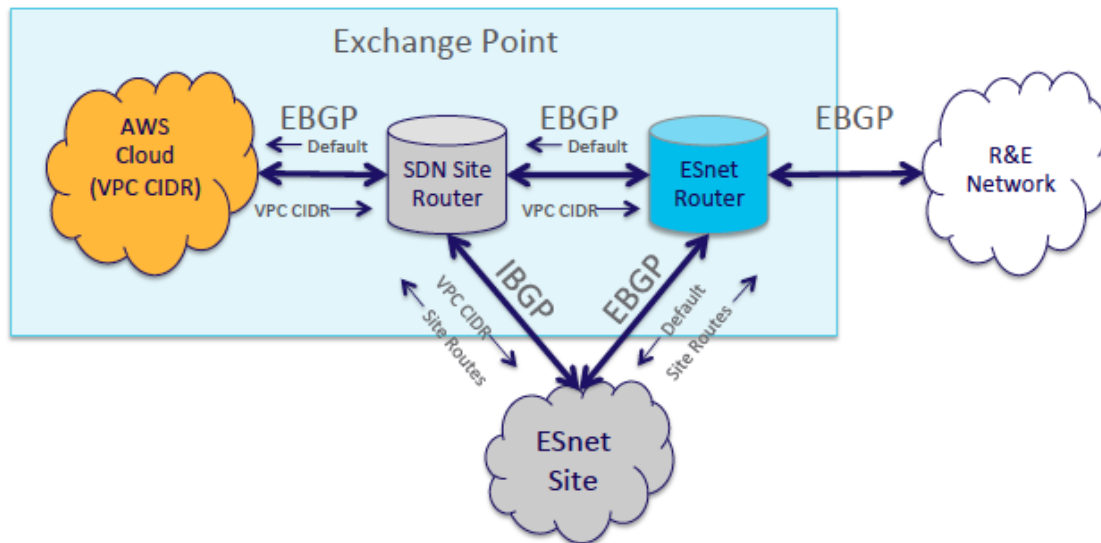 Exchange Point
AWS
Cloud
(VPC CIDR)
EBGP
Default
VPC CIDR
SDN Site
Router
EBGP
Default
VPC CIDR
ESnet
Router
EBGP
R&E
Network
IBGP
VPC CIDR
Site Routes
EBGP
Default
Site Routes
ESnet
Site